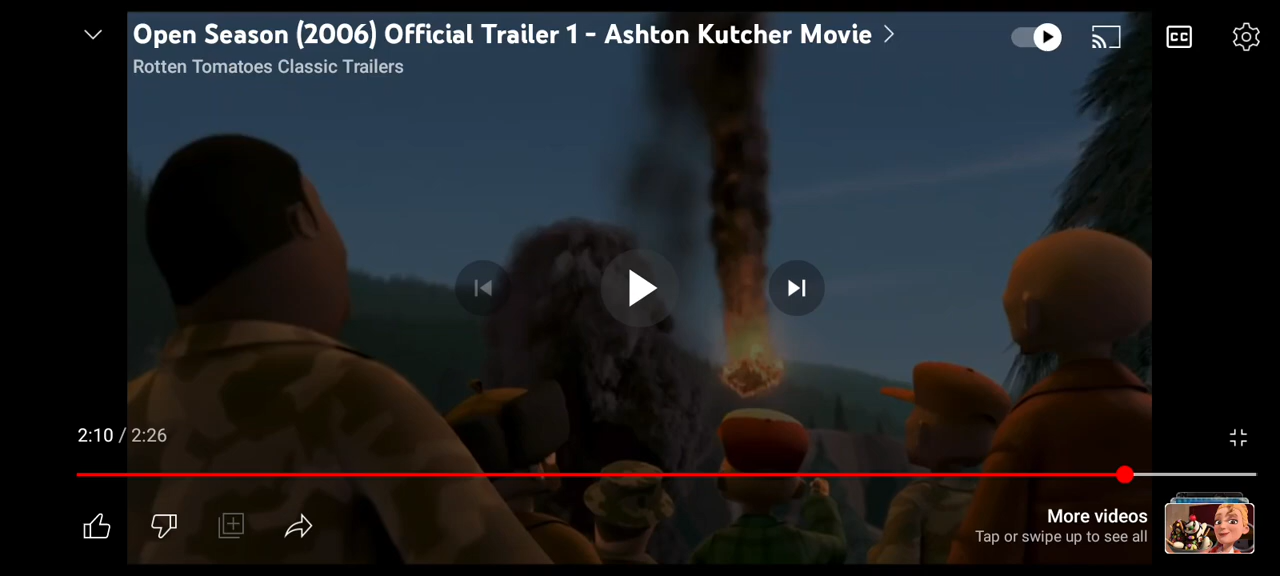 Open Season (2006) Official Trailer 1 - Ashton Kutcher Movie
Rotten Tomatoes Classic Trailers
CC
2:10 / 2:26
More videos
Tap or swipe up to see all